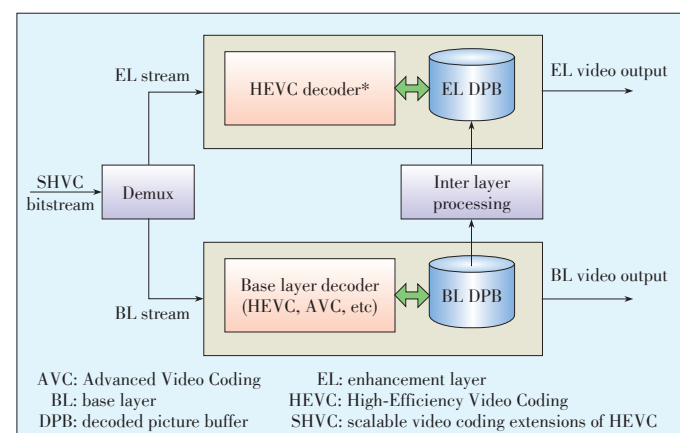 EL stream
HEVC decoder*
EL DPB
EL video output
SHVC
bitstream
Demux
Inter layer
processing
Base layer decoder
(HEVC, AVC, etc)
BL DPB
BL video output
BL stream
AVC: Advanced Video Coding
EL: enhancement layer
BL: base layer
HEVC: High-Efficiency Video Coding
DPB: decoded picture buffer
SHVC: scalable video coding extensions of HEVC